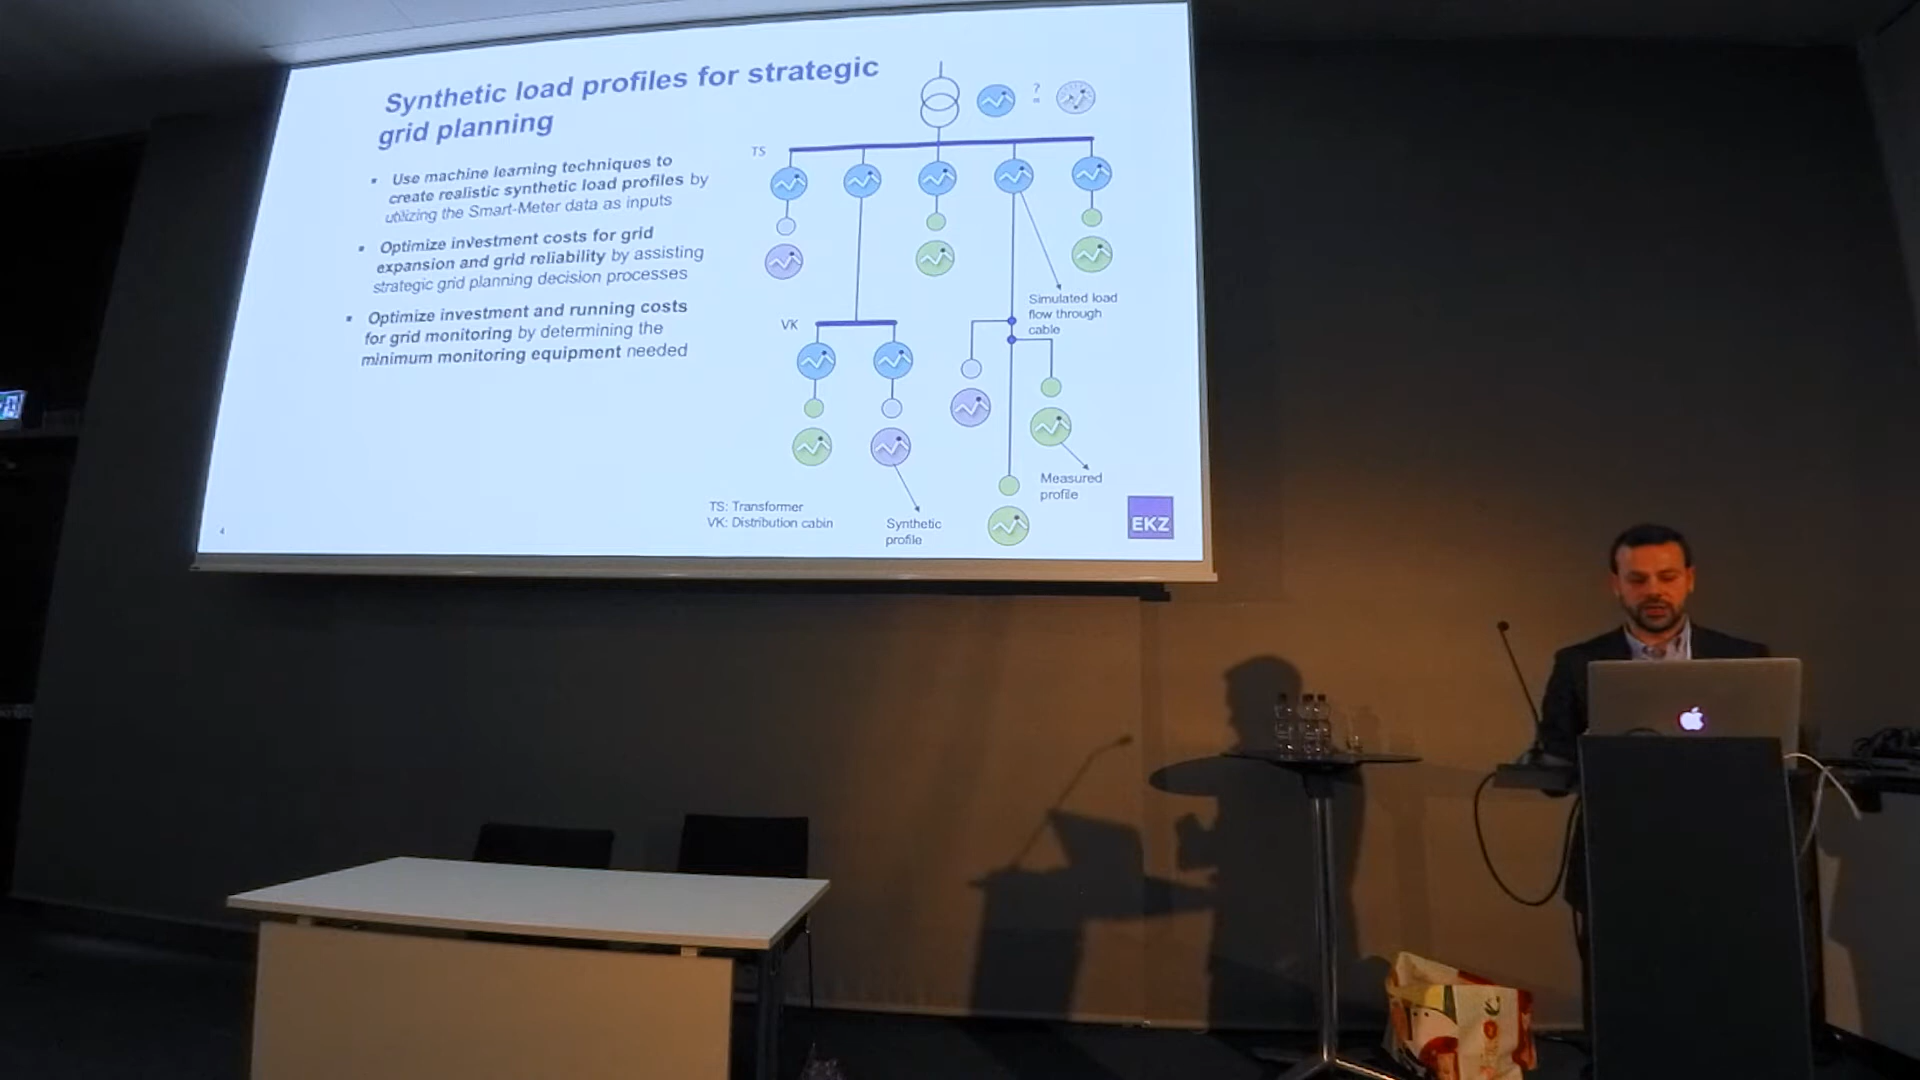 Synthetic load profiles for strategic
grid planning
Use machine learning techniques to
create realistic synthetic load profiles by
utilizing the Smart-Meter data as inputs
Optimize investment costs for grid
expansion and grid reliability by assisting
strategic grid planning decision processes
Optimize investment and running costs
for grid monitoring by determining the
minimum monitoring equipment needed
?
=
TS
VK
Simulated load
flow through
cable
Measured
profile
Synthetic
profile
TS: Transformer
VK: Distribution cabin
EKZ
4